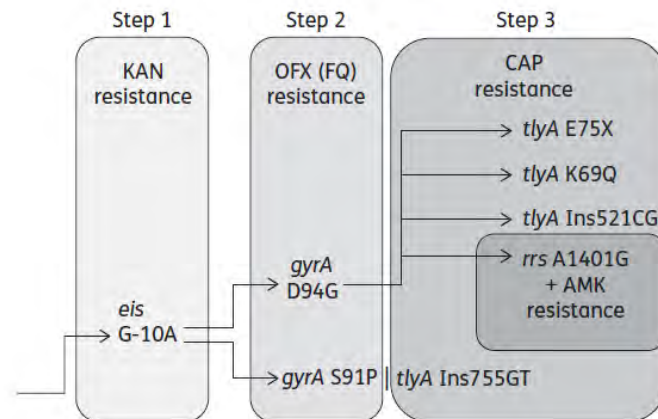 Step 1
Step 2
Step 3
KAN
resistance
OFX (FQ)
resistance
CAP
resistance
tlyA E75X
tlyA K69Q
tlyA Ins521CG
rrs A1401G
+ AMK
resistance
gyrA
D94G
eis
G-10A
gyrA S91P | tlyA Ins755GT